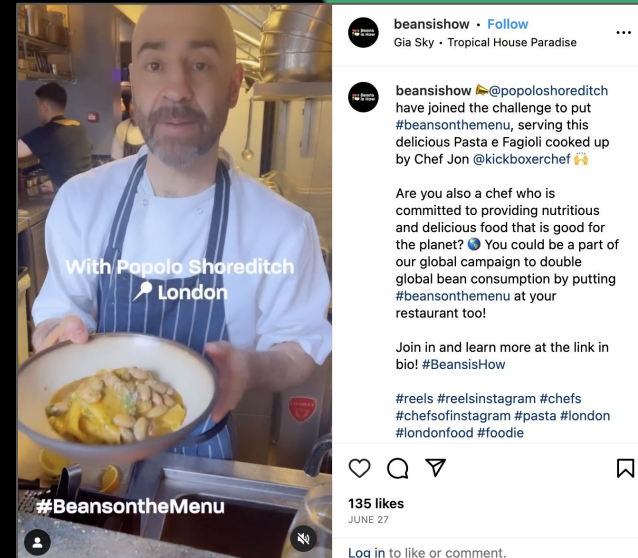 With Popolo Shoreditch
London
#BeansontheMenu
beansishow • Follow
Gia Sky • Tropical House Paradise
beansishow 📣@popoloshoreditch
have joined the challenge to put
#beansonthemenu, serving this
delicious Pasta e Fagioli cooked up
by Chef Jon @kickboxerchef 🙌
Are you also a chef who is
committed to providing nutritious
and delicious food that is good for
the planet? 🌎 You could be a part of
our global campaign to double
global bean consumption by putting
#beansonthemenu at your
restaurant too!
Join in and learn more at the link in
bio! #BeansisHow
#reels #reelsinstagram #chefs
#chefsofinstagram #pasta #london
#londonfood #foodie
135 likes
JUNE 27
Log in to like or comment.